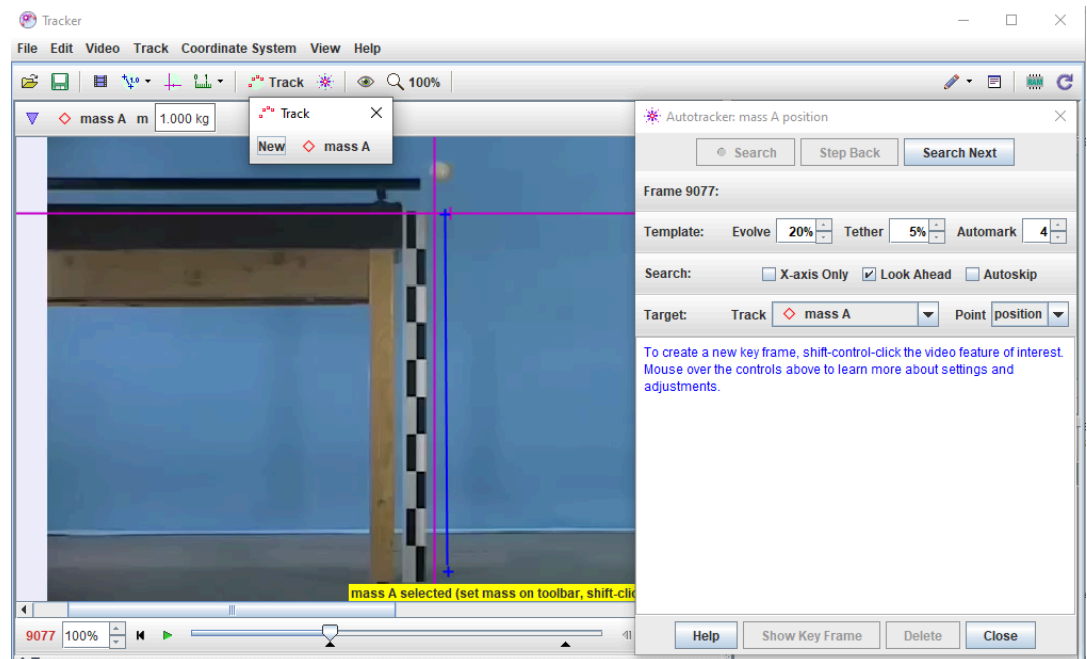 Tracker
File Edit Video Track Coordinate System View Help
Track 100%
mass A m 1.000 kg
Track
New mass A
mass A selected (set mass on toolbar, shift-clic
9077 100%
Autotracker: mass A position
Search Step Back Search Next
Frame 9077:
Template: Evolve 20% Tether 5% Automark 4
Search: X-axis Only Look Ahead Autoskip
Target: Track mass A Point position
To create a new key frame, shift-control-click the video feature of interest.
Mouse over the controls above to learn more about settings and
adjustments.
Help Show Key Frame Delete Close